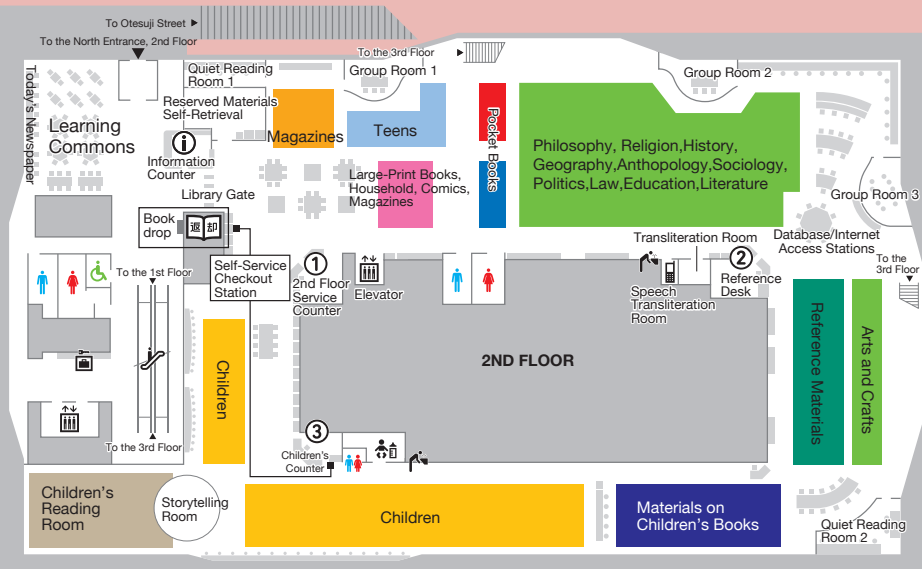 To Otesuji Street
To the North Entrance, 2nd Floor
To the 3rd Floor
Today's Newspaper
Learning
Commons
Quiet Reading
Room 1
Reserved Materials
Self-Retrieval
Information
Counter
Library Gate
Magazines
Group Room 1
Teens
Large-Print Books,
Household, Comics,
Magazines
Pocket Books
Philosophy, Religion,History,
Geography,Anthopology,Sociology,
Politics,Law,Education,Literature
Group Room 2
Group Room 3
Database/Internet
Access Stations
Book
drop
返却
Self-Service
Checkout
Station
1
2nd Floor
Service
Counter
Elevator
Transliteration Room
Speech
Transliteration
Room
2
Reference
Desk
To the
3rd Floor
To the 1st Floor
To the 3rd Floor
Children
2ND FLOOR
Reference Materials
Arts and Crafts
3
Children's
Counter
Children's
Reading
Room
Storytelling
Room
Children
Materials on
Children's Books
Quiet Reading
Room 2